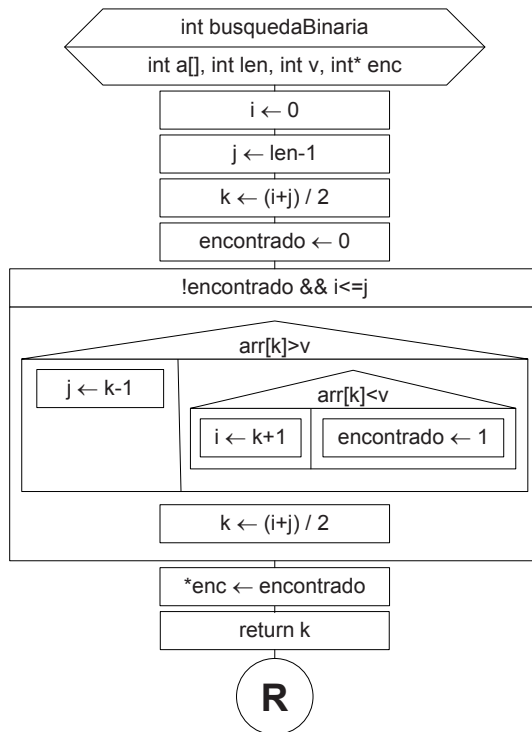 int busquedaBinaria
int a[], int len, int v, int* enc
i ← 0
j ← len-1
k ← (i+j) / 2
encontrado ← 0
!encontrado && i<=j
arr[k]>v
j ← k-1
arr[k]<v
i ← k+1
encontrado ← 1
k ← (i+j) / 2
*enc ← encontrado
return k
R